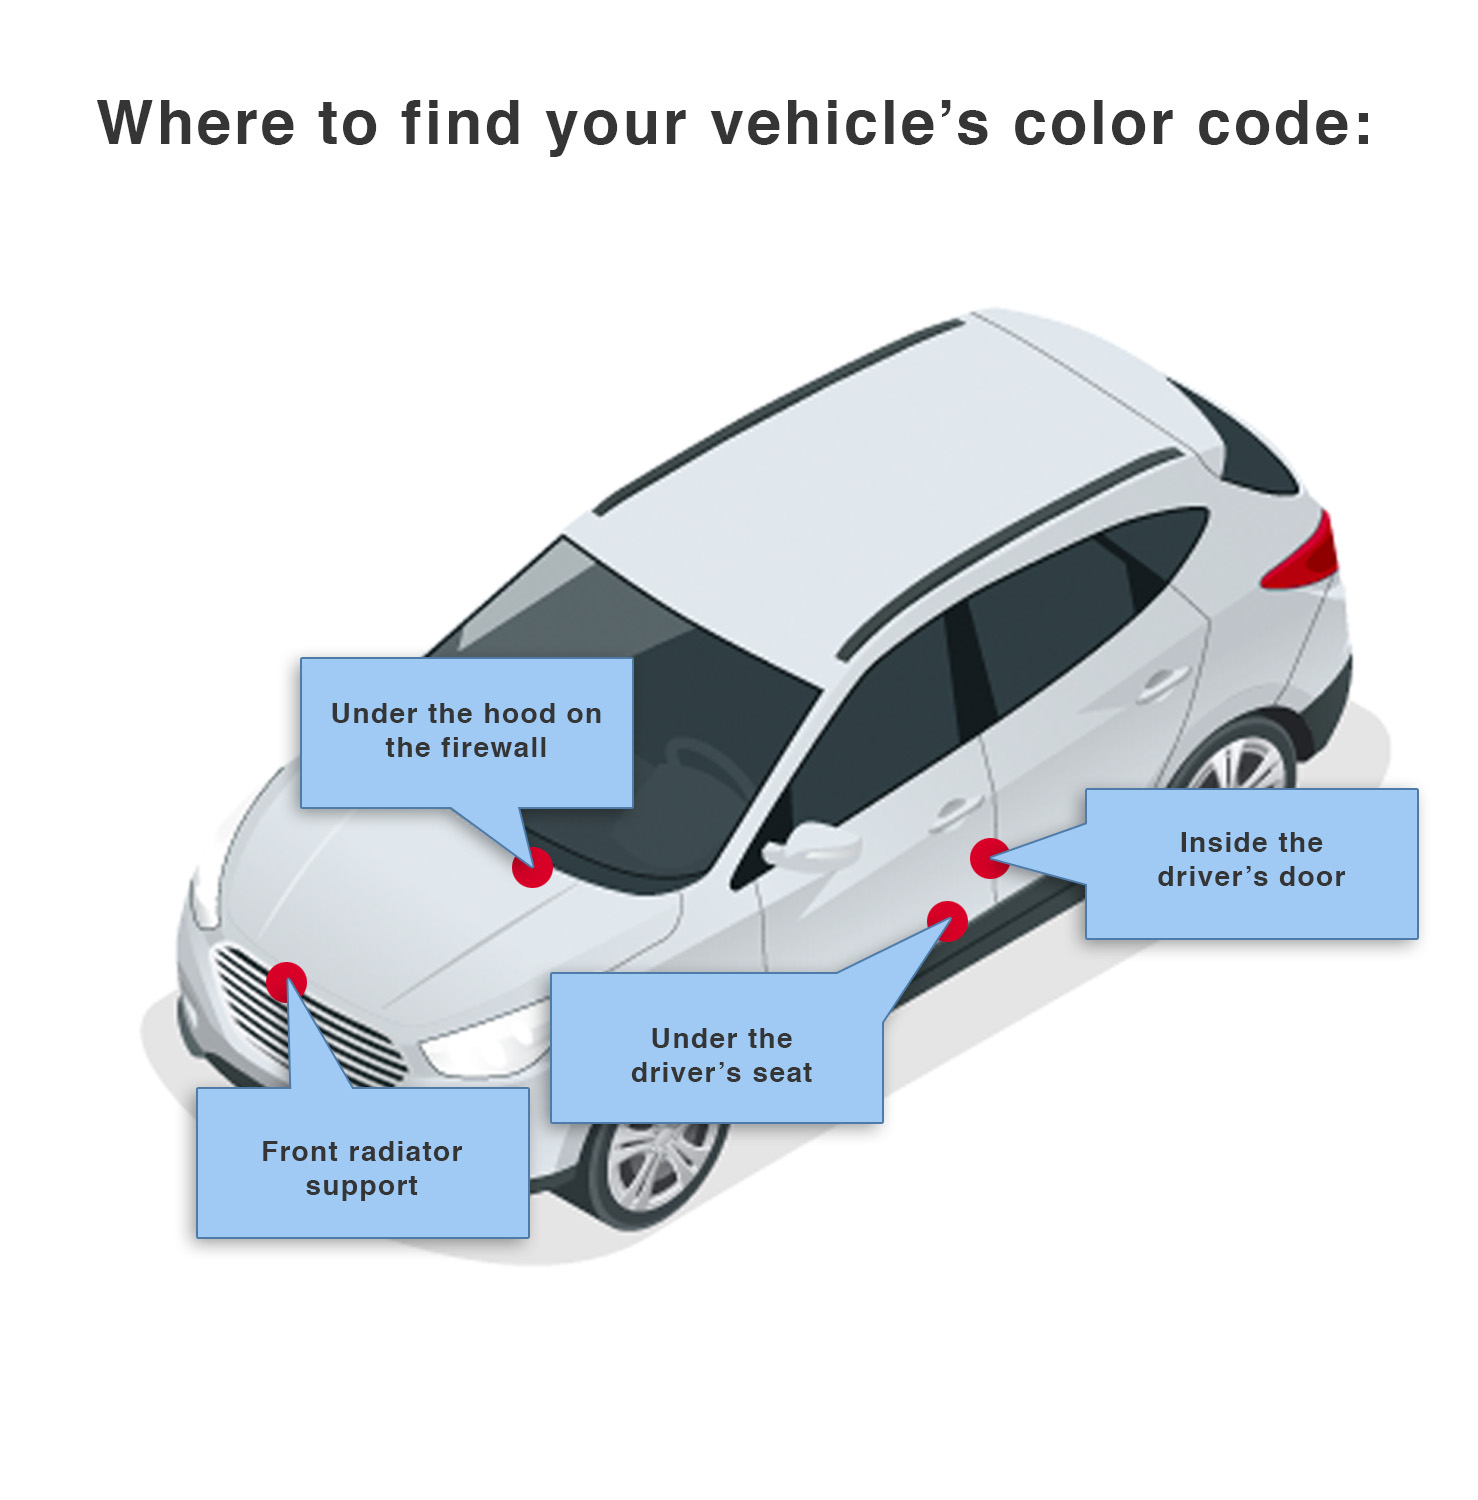 Where to find your vehicle’s color code:
Under the hood on
the firewall
Inside the
driver’s door
Under the
driver’s seat
Front radiator
support